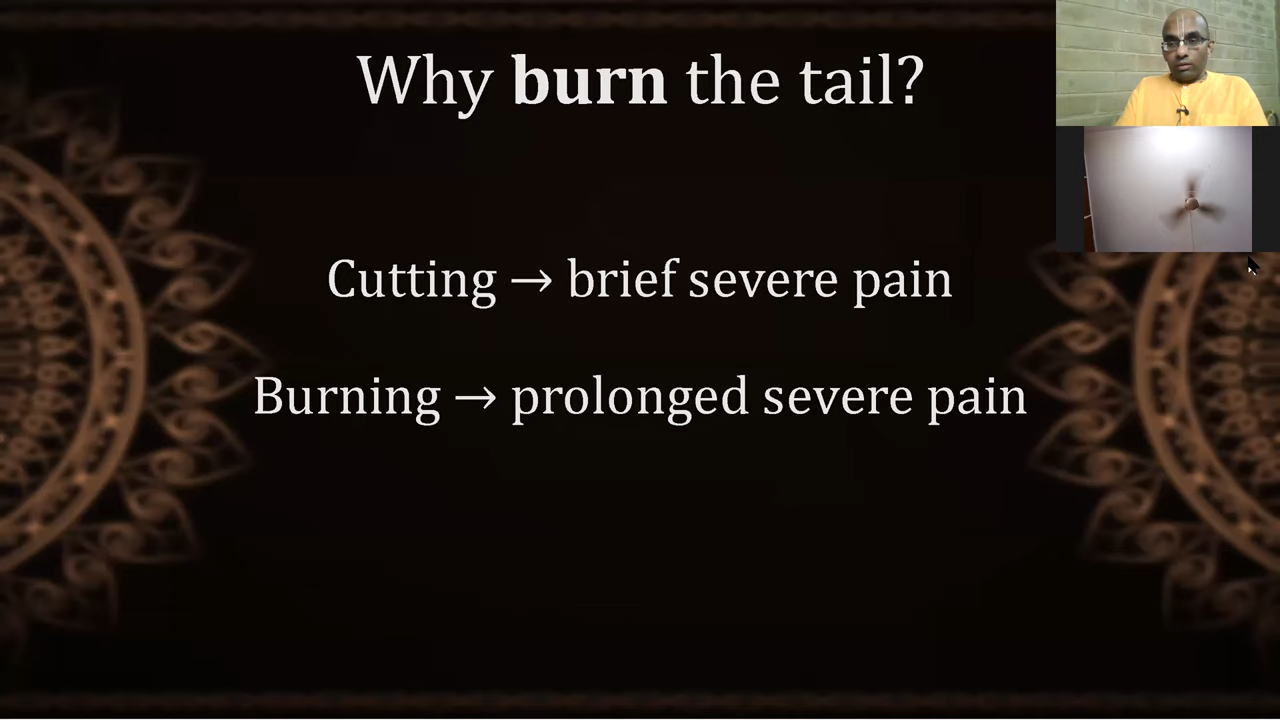 Why burn the tail?
Cutting → brief severe pain
Burning → prolonged severe pain